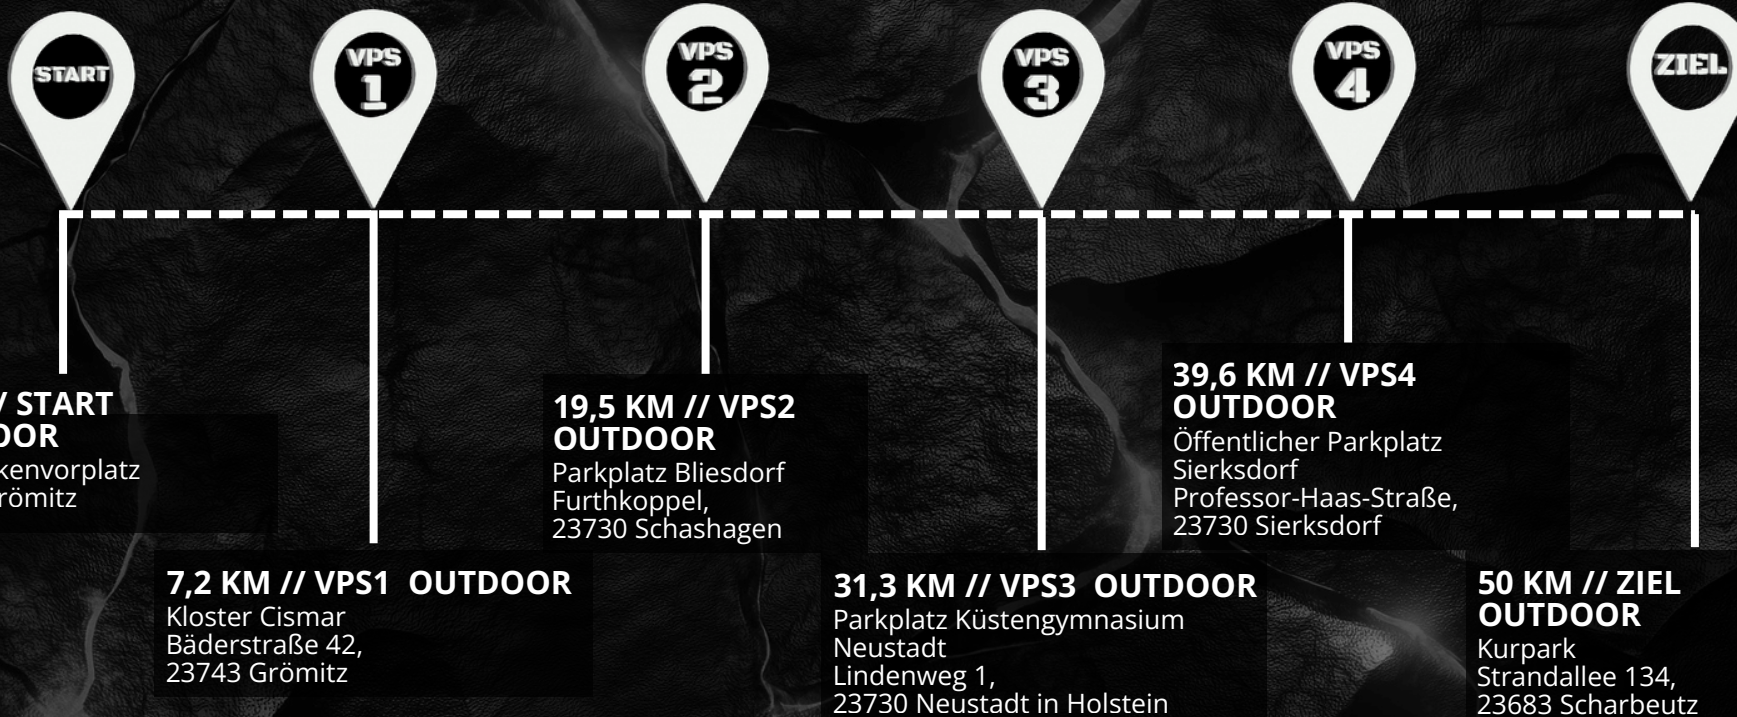 START
VPS
1
VPS
2
VPS
3
VPS
4
ZIEL
/ START
OOR
kenvorplatz
römitz
7,2 KM // VPS1 OUTDOOR
Kloster Cismar
Bäderstraße 42,
23743 Grömitz
19,5 KM // VPS2
OUTDOOR
Parkplatz Bliesdorf
Furthkoppel,
23730 Schashagen
31,3 KM // VPS3 OUTDOOR
Parkplatz Küstengymnasium
Neustadt
Lindenweg 1,
23730 Neustadt in Holstein
39,6 KM // VPS4
OUTDOOR
Öffentlicher Parkplatz
Sierksdorf
Professor-Haas-Straße,
23730 Sierksdorf
50 KM // ZIEL
OUTDOOR
Kurpark
Strandallee 134,
23683 Scharbeutz